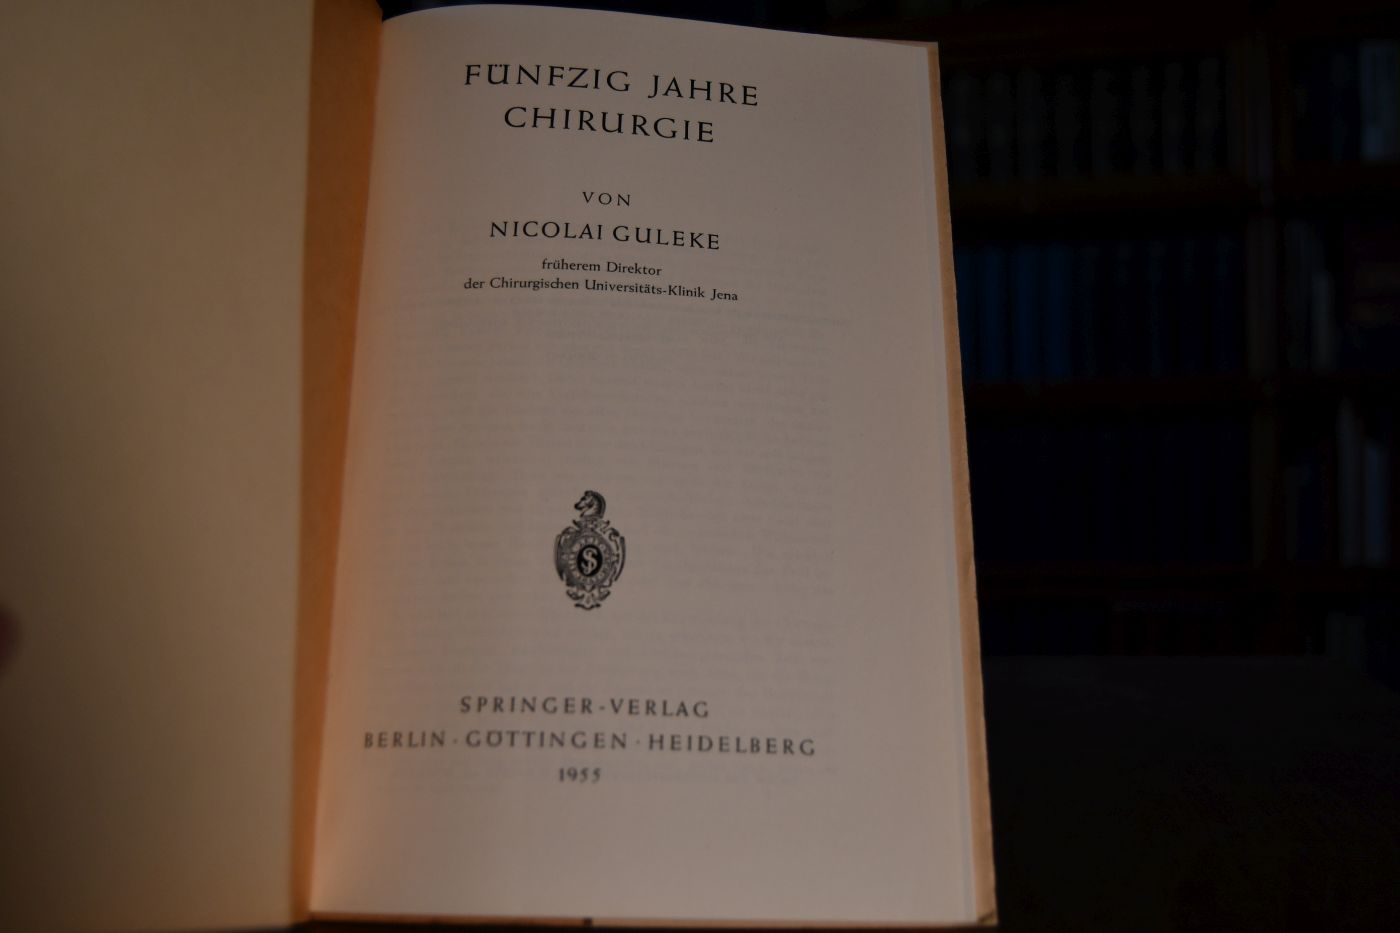 FÜNFZIG JAHRE
CHIRURGIE
VON
NICOLAI GULEKE
früherem Direktor
der Chirurgischen Universitäts-Klinik Jena
S
SPRINGER-VERLAG
BERLIN · GÖTTINGEN · HEIDELBERG
1955